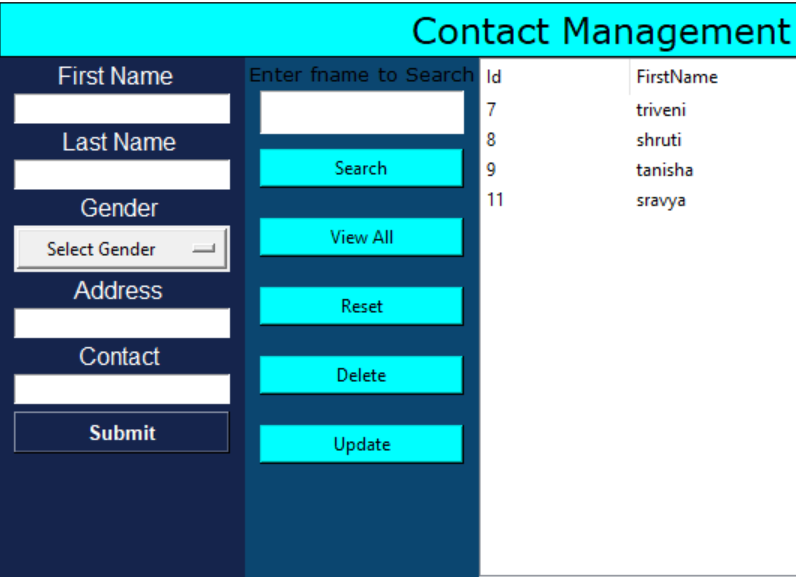 Contact Management
First Name
Last Name
Gender
Select Gender
Address
Contact
Submit
Enter fname to Search
Search
View All
Reset
Delete
Update
Id FirstName
7 triveni
8 shruti
9 tanisha
11 sravya